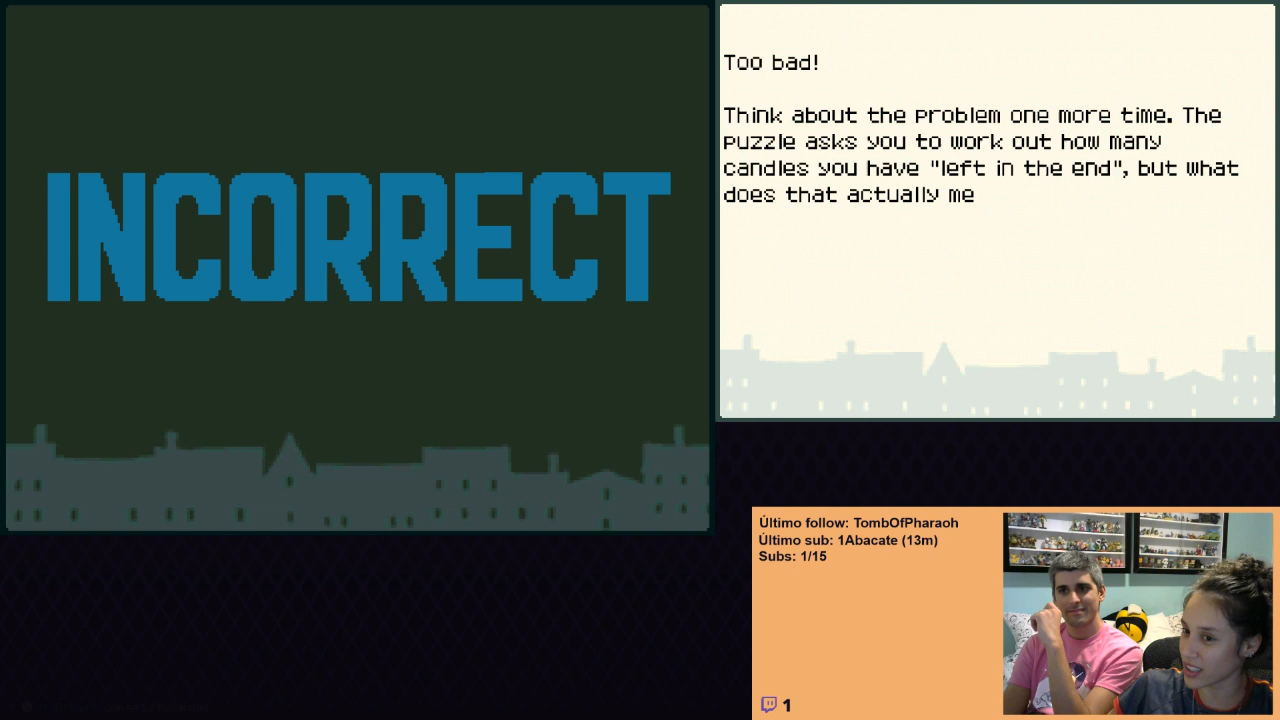 INCORRECT
Too bad!
Think about the problem one more time. The
puzzle asks you to work out how many
candles you have "left in the end", but what
does that actually me
Último follow: TombOfPharaoh
Último sub: 1Abacate (13m)
Subs: 1/15
1